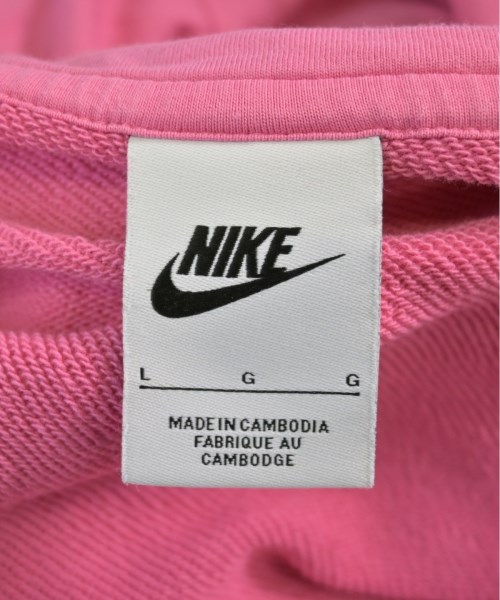 NIKE
L G G
MADE IN CAMBODIA
FABRIQUE AU
CAMBODGE